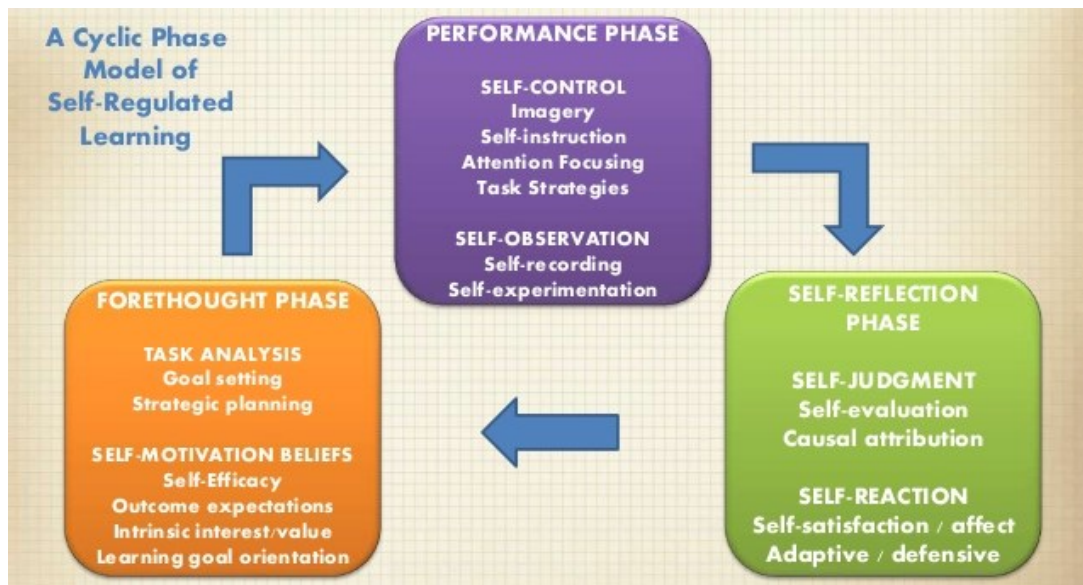 A Cyclic Phase
Model of
Self-Regulated
Learning
PERFORMANCE PHASE
SELF-CONTROL
Imagery
Self-instruction
Attention Focusing
Task Strategies
SELF-OBSERVATION
Self-recording
Self-experimentation
FORETHOUGHT PHASE
TASK ANALYSIS
Goal setting
Strategic planning
SELF-MOTIVATION BELIEFS
Self-Efficacy
Outcome expectations
Intrinsic interest/value
Learning goal orientation
SELF-REFLECTION
PHASE
SELF-JUDGMENT
Self-evaluation
Causal attribution
SELF-REACTION
Self-satisfaction / affect
Adaptive / defensive